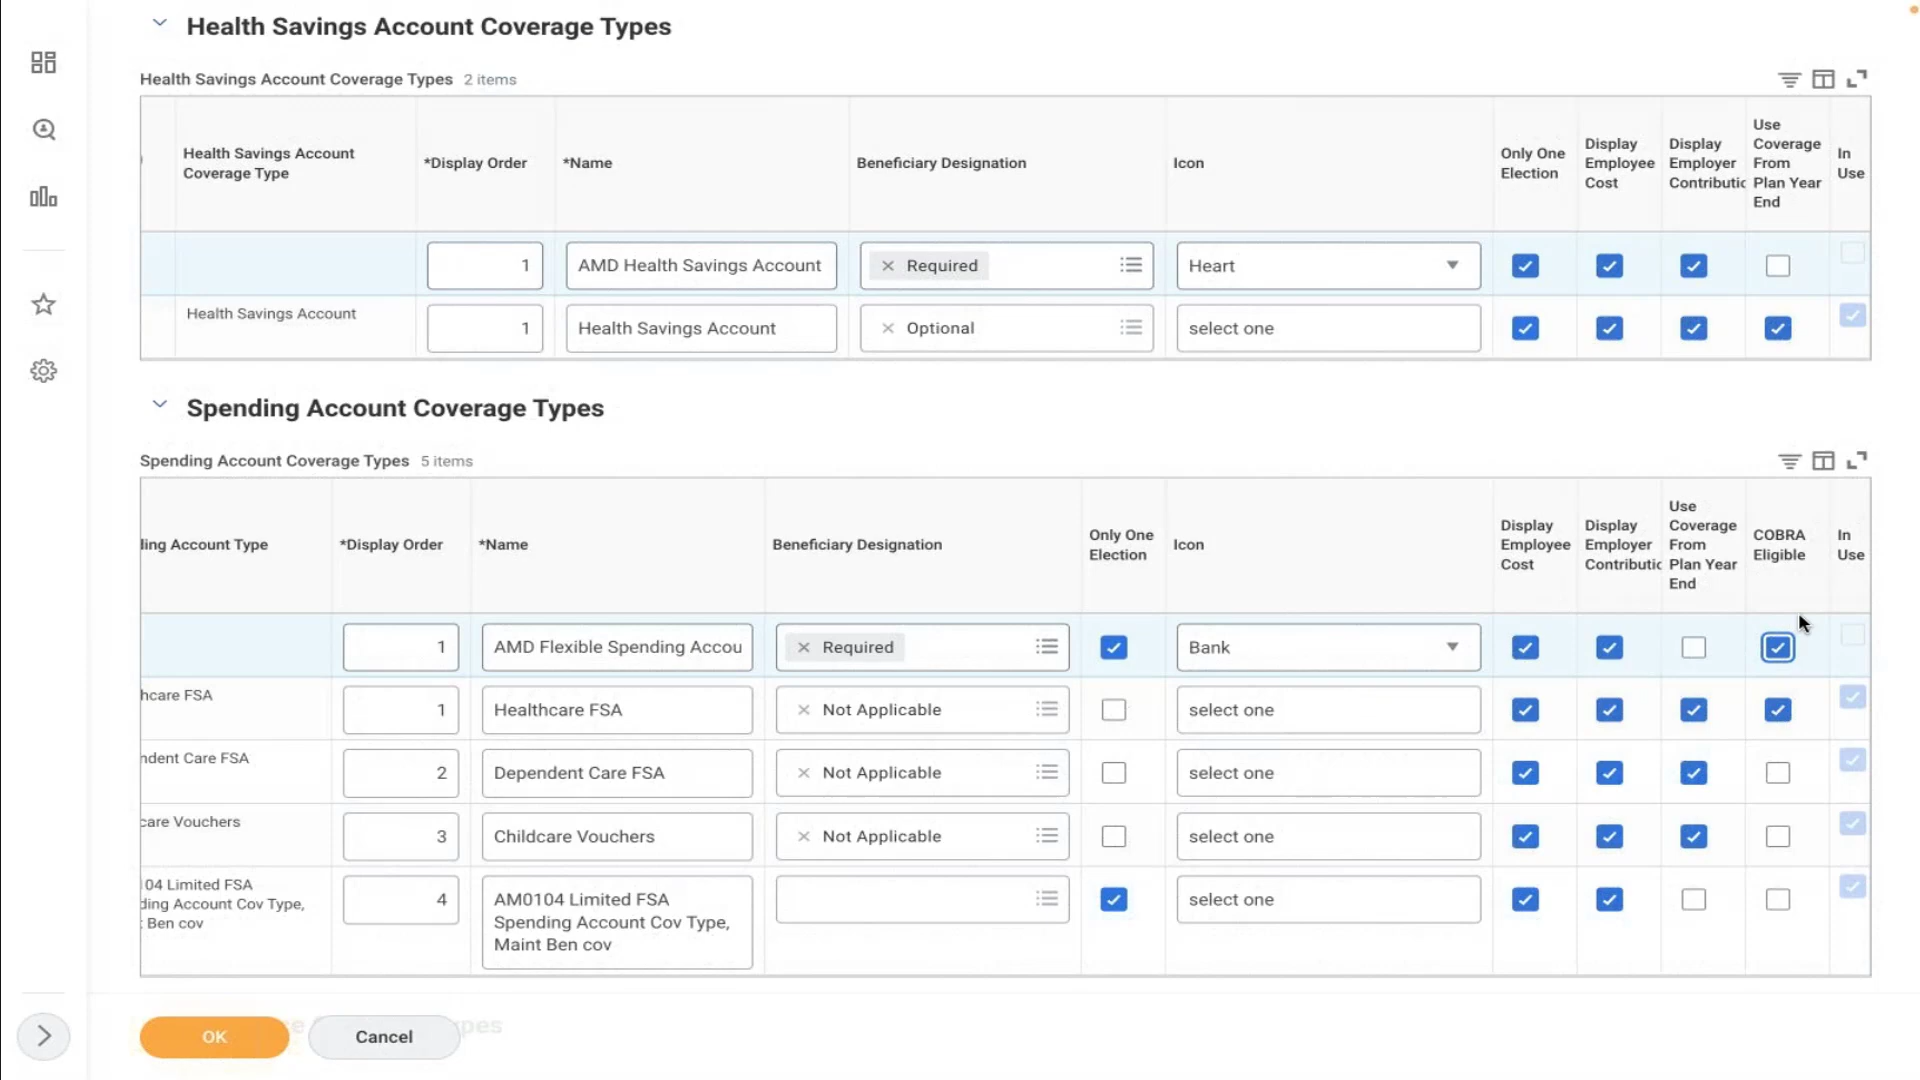 Health Savings Account Coverage Types
Health Savings Account Coverage Types 2 items
Health Savings Account
Coverage Type
*Display Order
*Name
Beneficiary Designation
Icon
Only One
Election
Display
Employee
Cost
Display
Employer
Contributic
Use
Coverage
From
Plan Year
End
In
Use
1
AMD Health Savings Account
Required
Heart
Health Savings Account
1
Health Savings Account
Optional
select one
Spending Account Coverage Types
Spending Account Coverage Types 5 items
ling Account Type
*Display Order
*Name
Beneficiary Designation
Only One
Election
Icon
Display
Employee
Cost
Display
Employer
Contributic
Use
Coverage
From
Plan Year
End
COBRA
Eligible
In
Use
1
AMD Flexible Spending Accou
Required
Bank
hcare FSA
1
Healthcare FSA
Not Applicable
select one
ndent Care FSA
2
Dependent Care FSA
Not Applicable
select one
care Vouchers
3
Childcare Vouchers
Not Applicable
select one
04 Limited FSA
ding Account Cov Type,
Ben cov
4
AM0104 Limited FSA
Spending Account Cov Type,
Maint Ben cov
select one
OK
Cancel